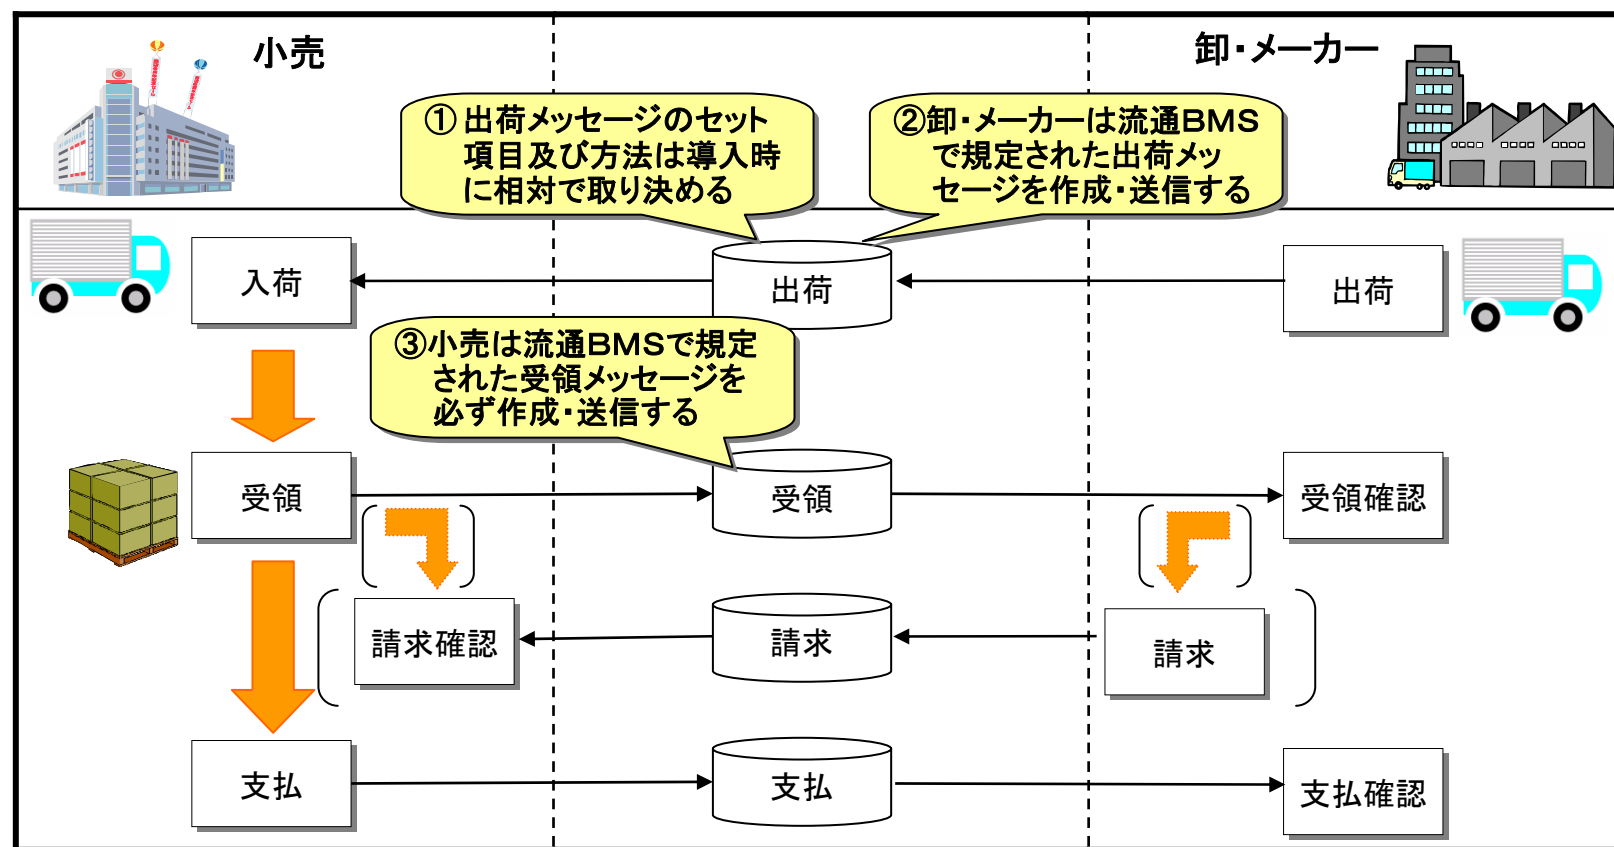 小売
卸・メーカー
① 出荷メッセージのセット
項目及び方法は導入時
に相対で取り決める
②卸・メーカーは流通BMS
で規定された出荷メッ
セージを作成・送信する
入荷
出荷
出荷
③小売は流通BMSで規定
された受領メッセージを
必ず作成・送信する
受領
受領
受領確認
請求確認
請求
請求
支払
支払
支払確認